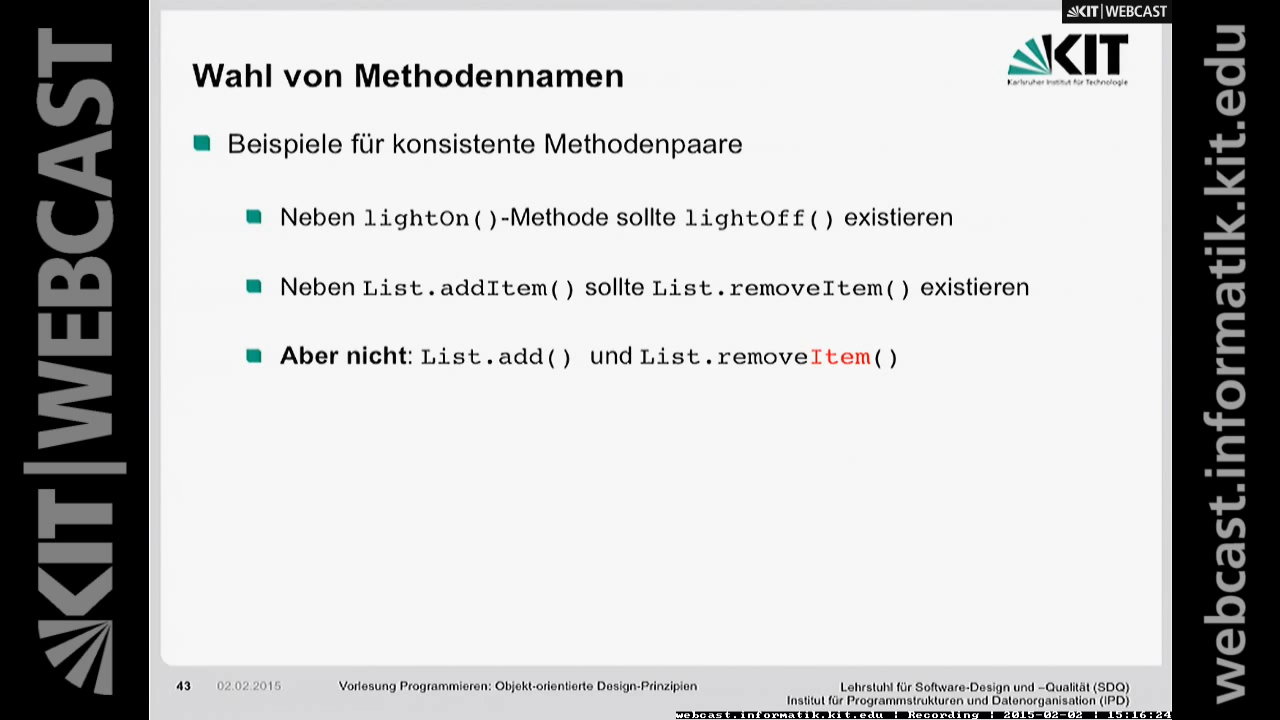 KIT | WEBCAST
KIT|WEBCAST
webcast.informatik.kit.edu
KIT
Karlsruher Institut für Technologie
Wahl von Methodennamen
Beispiele für konsistente Methodenpaare
Neben lightOn()-Methode sollte lightOff() existieren
Neben List.addItem() sollte List.removeItem() existieren
Aber nicht: List.add() und List.removeItem()
43 02.02.2015 Vorlesung Programmieren: Objekt-orientierte Design-Prinzipien
Lehrstuhl für Software-Design und –Qualität (SDQ)
Institut für Programmstrukturen und Datenorganisation (IPD)
webcast.informatik.kit.edu | Recording | 2015-02-02 | 15:16:24